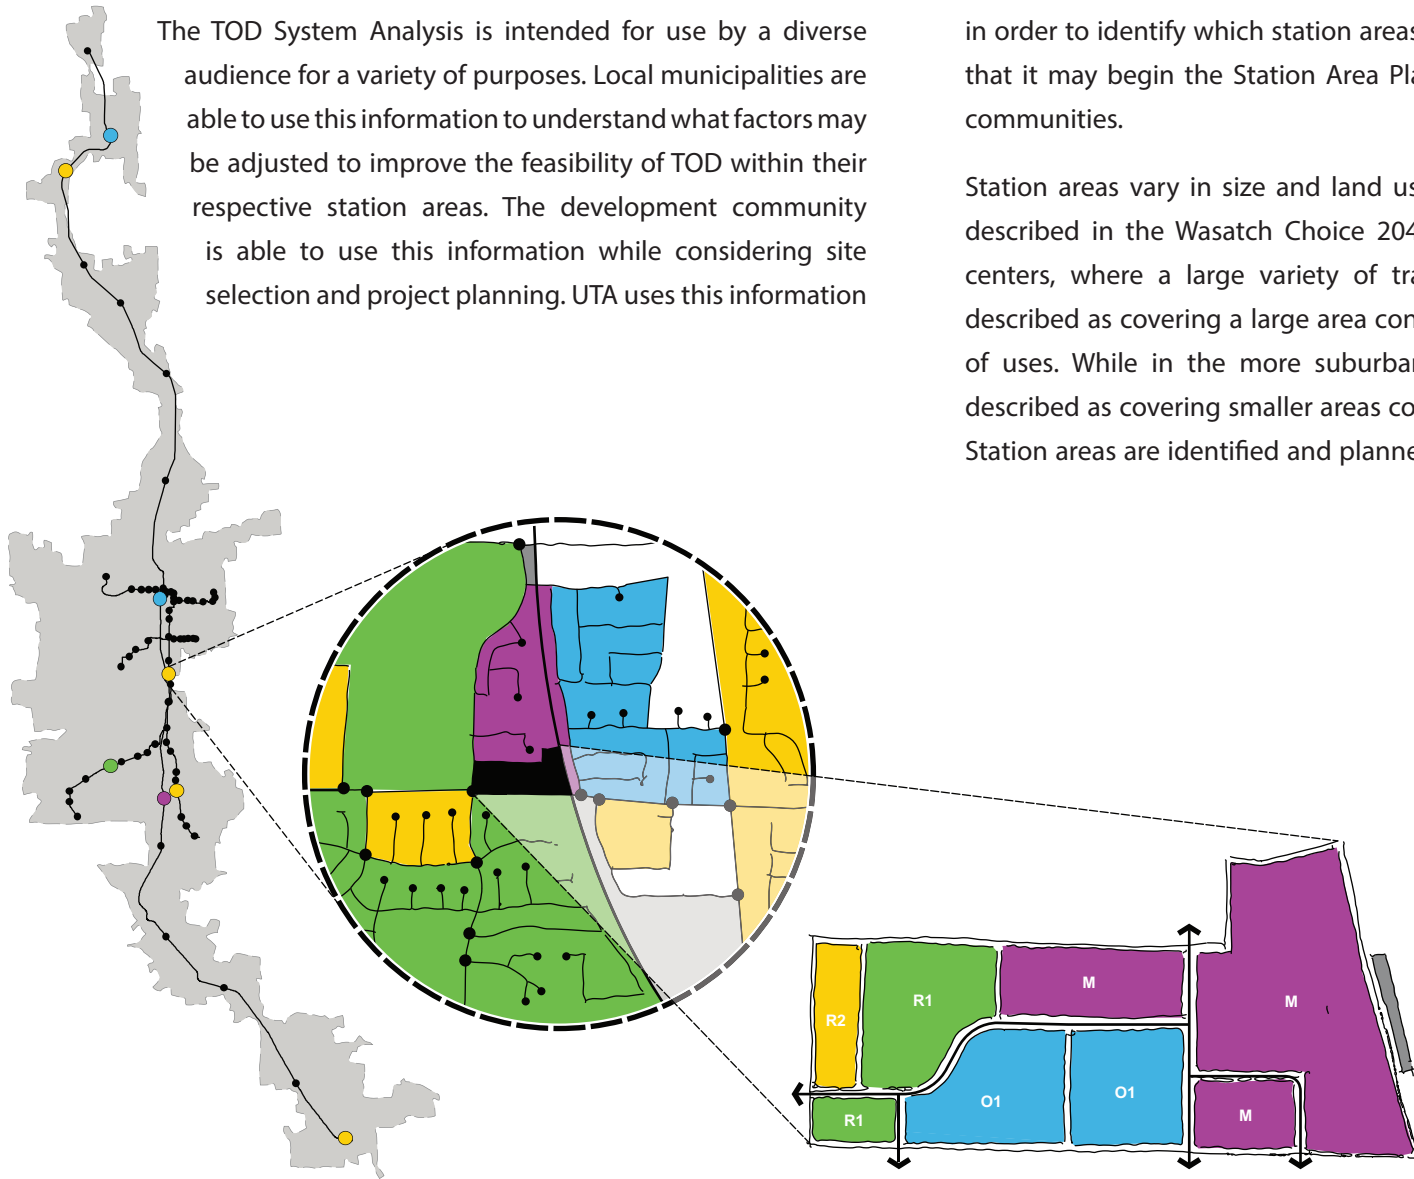 The TOD System Analysis is intended for use by a diverse
audience for a variety of purposes. Local municipalities are
able to use this information to understand what factors may
be adjusted to improve the feasibility of TOD within their
respective station areas. The development community
is able to use this information while considering site
selection and project planning. UTA uses this information
in order to identify which station areas
that it may begin the Station Area Pla
communities.
Station areas vary in size and land us
described in the Wasatch Choice 204
centers, where a large variety of tra
described as covering a large area con
of uses. While in the more suburba
described as covering smaller areas co
Station areas are identified and planne
R2
R1
M
M
O1
O1
R1
M